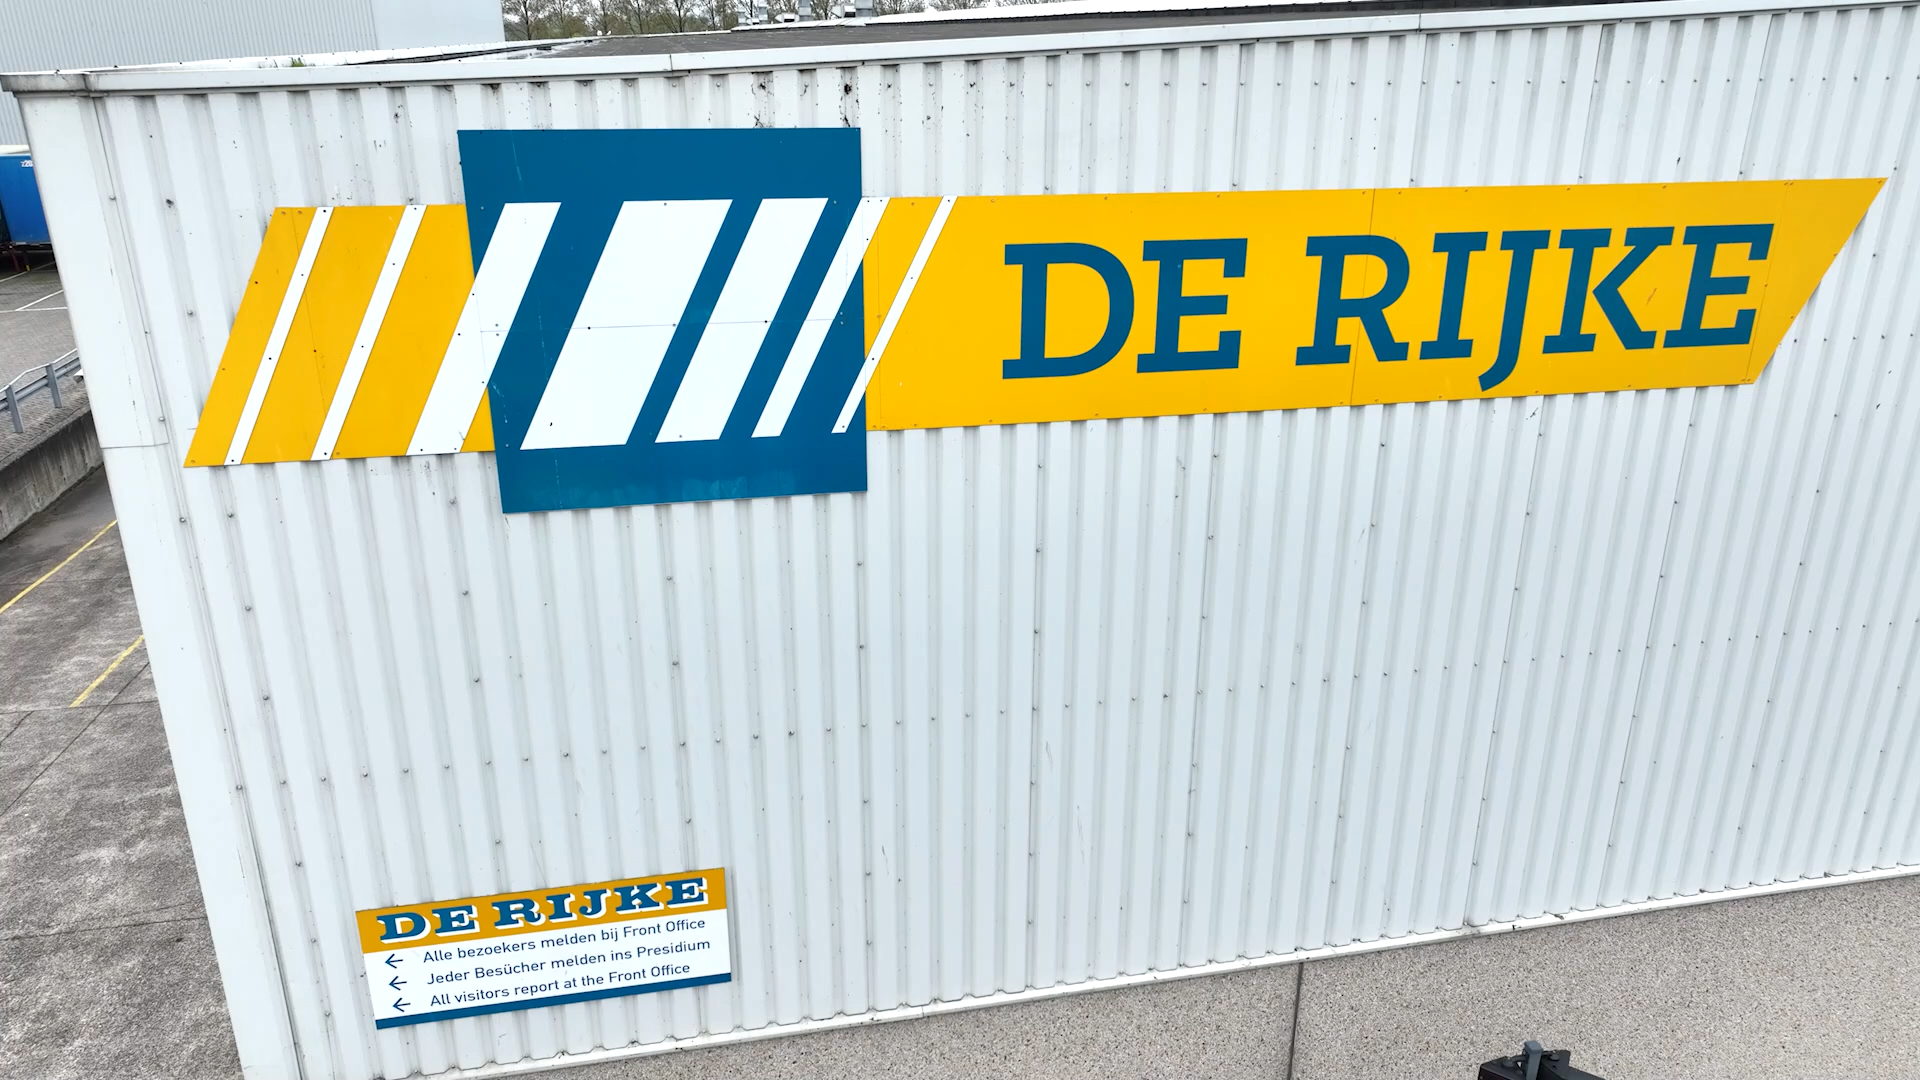 DE RIJKE
DE RIJKE
← Alle bezoekers melden bij Front Office
← Jeder Besücher melden ins Presidium
← All visitors report at the Front Office